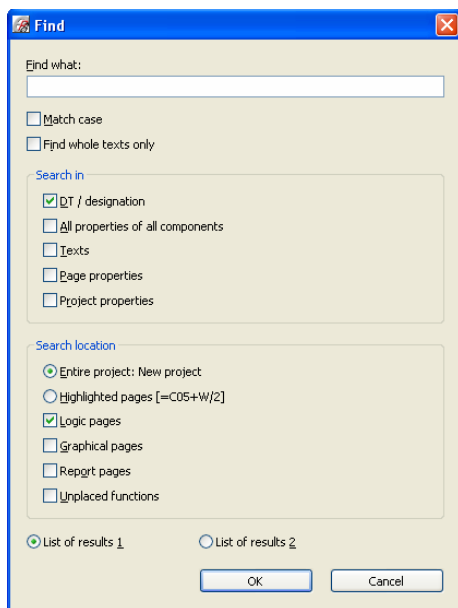 Find
Find what:
Match case
Find whole texts only
Search in
DT / designation
All properties of all components
Texts
Page properties
Project properties
Search location
Entire project: New project
Highlighted pages [=C05+W/2]
Logic pages
Graphical pages
Report pages
Unplaced functions
List of results 1 List of results 2
OK Cancel